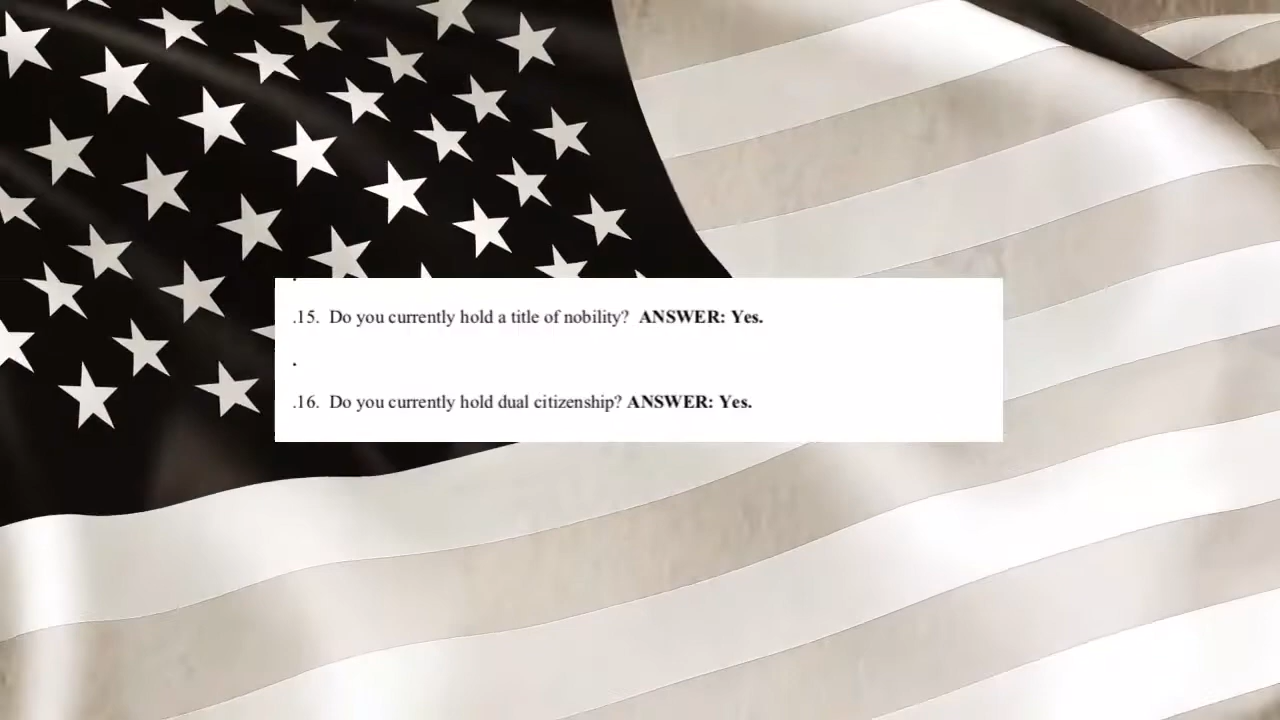 .15. Do you currently hold a title of nobility? ANSWER: Yes.
.
.16. Do you currently hold dual citizenship? ANSWER: Yes.